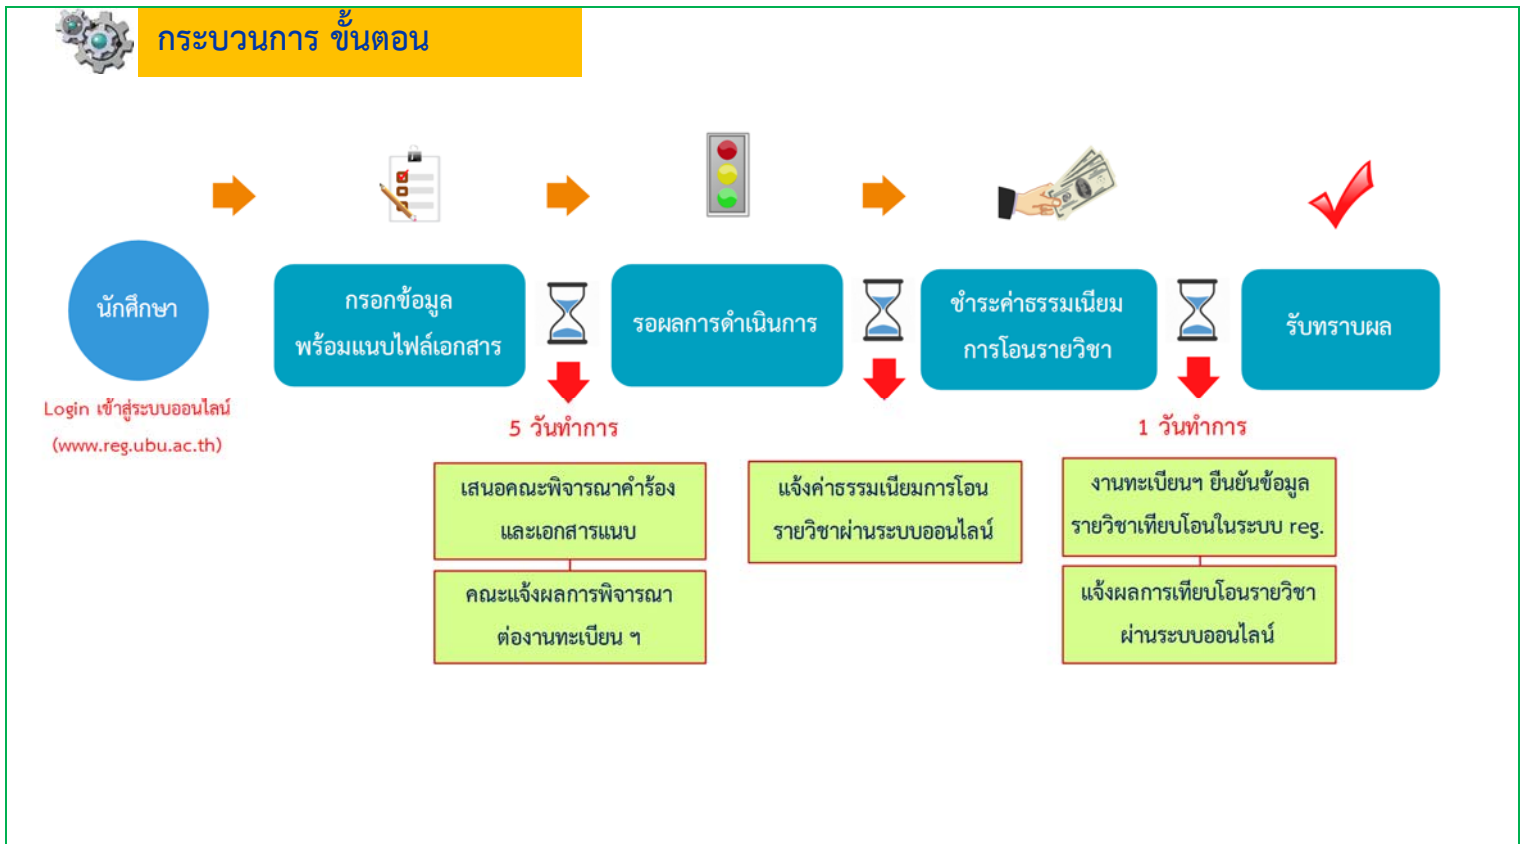 กระบวนการ ขั้นตอน
นักศึกษา
Login เข้าสู่ระบบออนไลน์
(www.reg.ubu.ac.th)
กรอกข้อมูล
พร้อมแนบไฟล์เอกสาร
รอผลการดำเนินการ
ชำระค่าธรรมเนียม
การโอนรายวิชา
รับทราบผล
5 วันทำการ
เสนอคณะพิจารณาคำร้อง
และเอกสารแนบ
คณะแจ้งผลการพิจารณา
ต่องานทะเบียน ฯ
แจ้งค่าธรรมเนียมการโอน
รายวิชาผ่านระบบออนไลน์
1 วันทำการ
งานทะเบียนฯ ยืนยันข้อมูล
รายวิชาเทียบโอนในระบบ reg.
แจ้งผลการเทียบโอนรายวิชา
ผ่านระบบออนไลน์